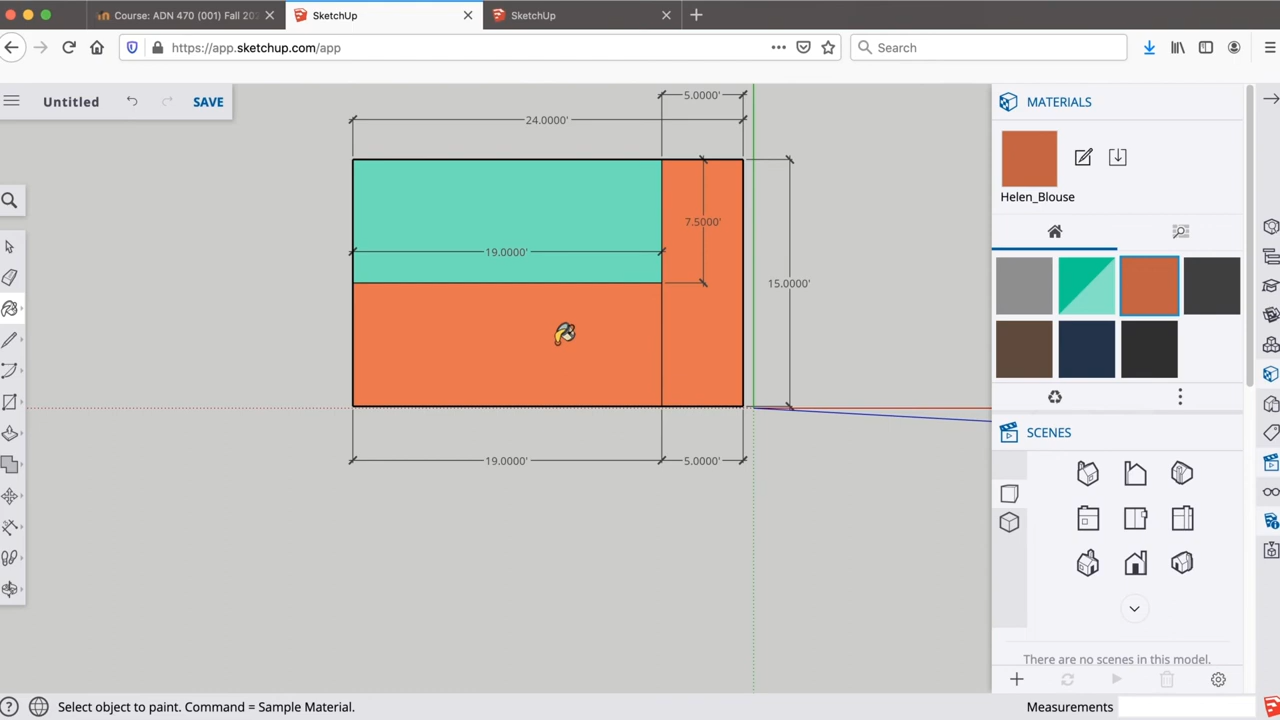 Course: ADN 470 (001) Fall 202
SketchUp
SketchUp
https://app.sketchup.com/app
Search
Untitled
SAVE
5.0000'
24.0000'
7.5000'
19.0000'
15.0000'
19.0000'
5.0000'
MATERIALS
Helen_Blouse
SCENES
There are no scenes in this model.
Select object to paint. Command = Sample Material.
Measurements